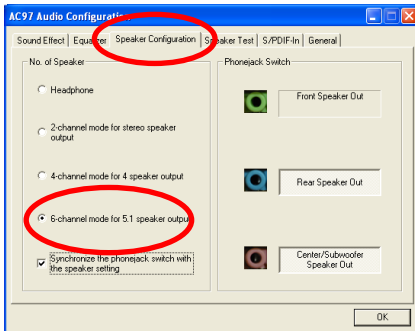 AC97 Audio Configuration
Sound Effect
Equalizer
Speaker Configuration
Speaker Test
S/PDIF-In
General
No. of Speaker
Headphone
2-channel mode for stereo speaker
output
4-channel mode for 4 speaker output
6-channel mode for 5.1 speaker output
Synchronize the phonejack switch with
the speaker setting
Phonejack Switch
Front Speaker Out
Rear Speaker Out
Center/Subwoofer
Speaker Out
OK